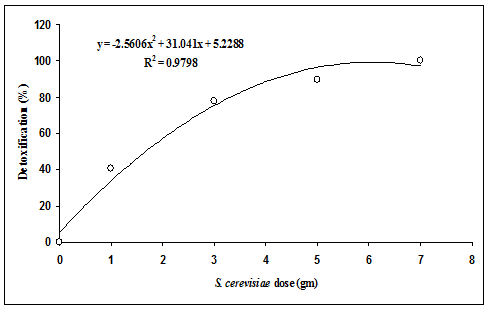 120
y = -2.5606x² + 31.041x + 5.2288
R² = 0.9798
100
80
60
40
20
0
Detoxification (%)
0 1 2 3 4 5 6 7 8
S. cerevisiae dose (gm)